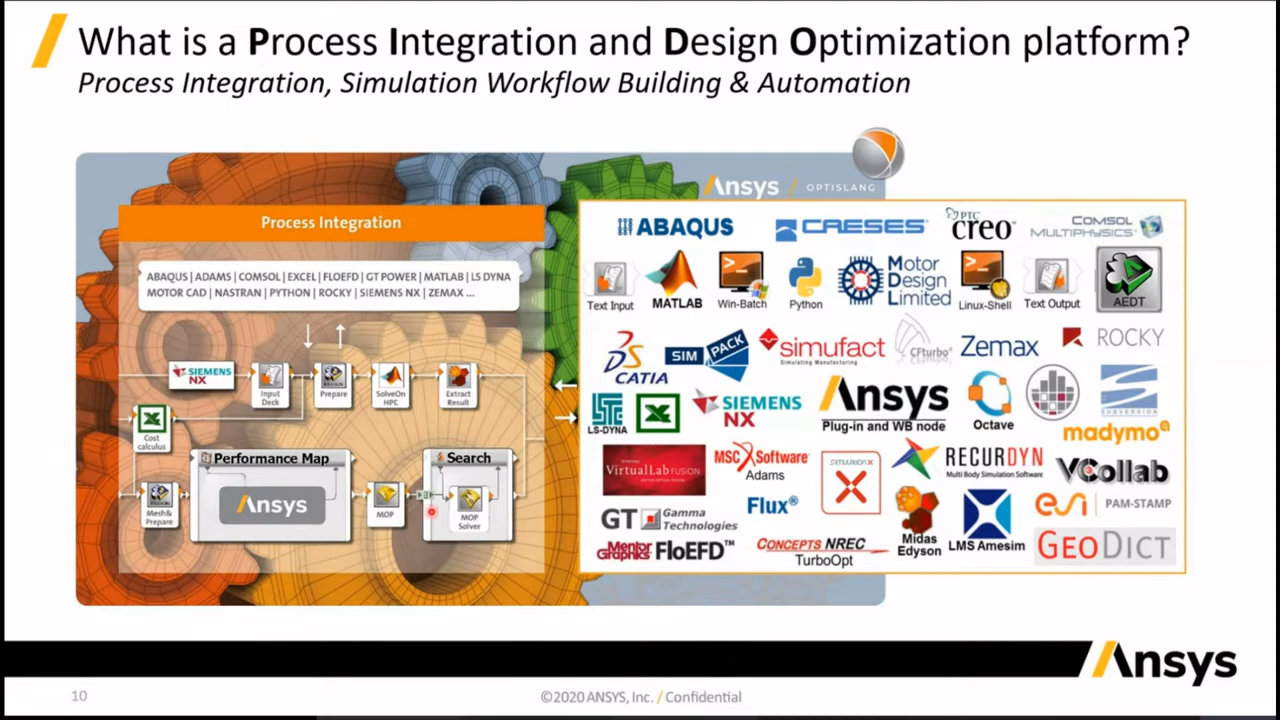 What is a Process Integration and Design Optimization platform?
Process Integration, Simulation Workflow Building & Automation
Ansys / OPTISLANG
Process Integration
ABAQUS | ADAMS | COMSOL | EXCEL | FLOEFD | GT POWER | MATLAB | LS DYNA
MOTOR CAD | NASTRAN | PYTHON | ROCKY | SIEMENS NX | ZEMAX ...
SIEMENS
NX
Input
Deck
Prepare
SolveOn
HPC
Extract
Result
Cost
calculus
Performance Map
Search
Mesh&
Prepare
Ansys
MOP
MOP
Solver
ABAQUS
CAESES
PTC
creo
COMSOL
MULTIPHYSICS
Text Input
MATLAB
Win-Batch
Python
Motor
Design
Limited
Linux-Shell
Text Output
AEDT
CATIA
SIMPACK
simufact
Simulating Manufacturing
CFturbo
Zemax
ROCKY
LS-DYNA
SIEMENS
NX
Ansys
Plug-in and WB node
Octave
SUBVERSION
madymo
VirtualLab FUSION
MSC Software
Adams
SIMULATIONX
RECURDYN
Multi Body Simulation Software
VCollab
Flux®
GT Gamma
Technologies
Midas
Edyson
LMS Amesim
esi | PAM-STAMP
Mentor
Graphics
FloEFD™
CONCEPTS NREC
TurboOpt
GEODICT
Ansys
10
©2020 ANSYS, Inc. / Confidential